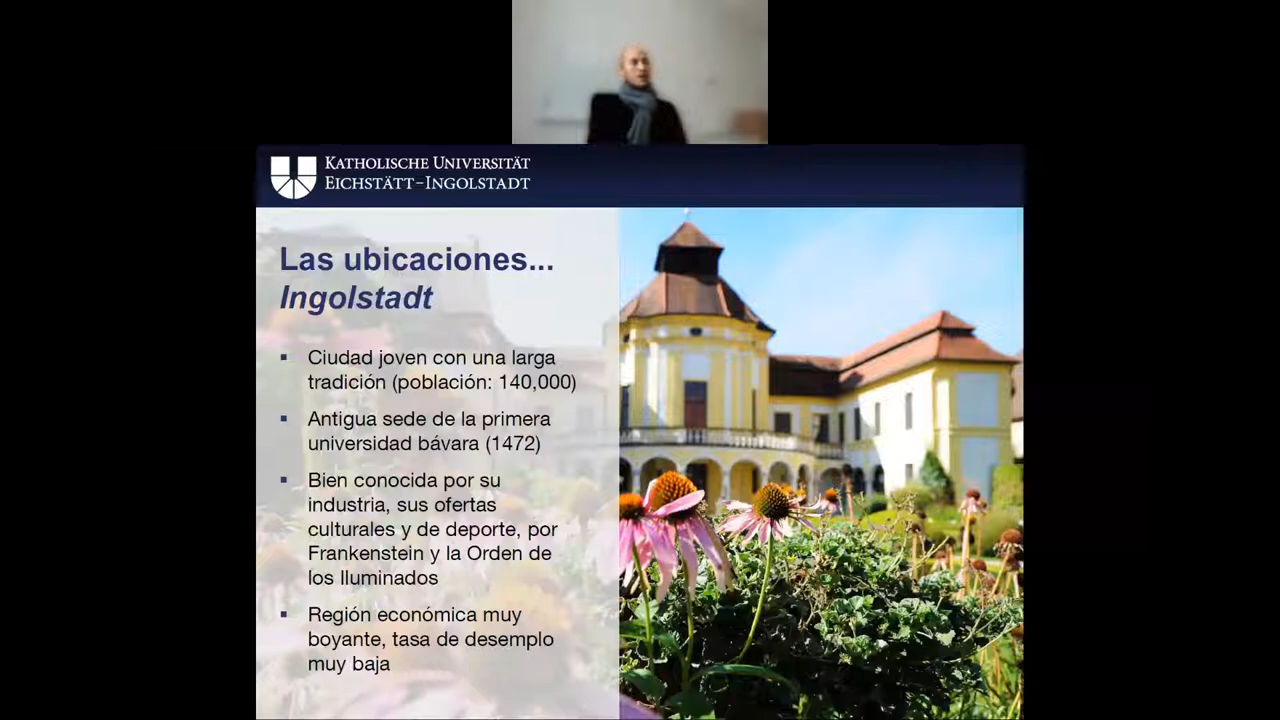 KATHOLISCHE UNIVERSITÄT
EICHSTÄTT-INGOLSTADT
Las ubicaciones...
Ingolstadt
▪ Ciudad joven con una larga
tradición (población: 140,000)
▪ Antigua sede de la primera
universidad bávara (1472)
▪ Bien conocida por su
industria, sus ofertas
culturales y de deporte, por
Frankenstein y la Orden de
los Iluminados
▪ Región económica muy
boyante, tasa de desemplo
muy baja